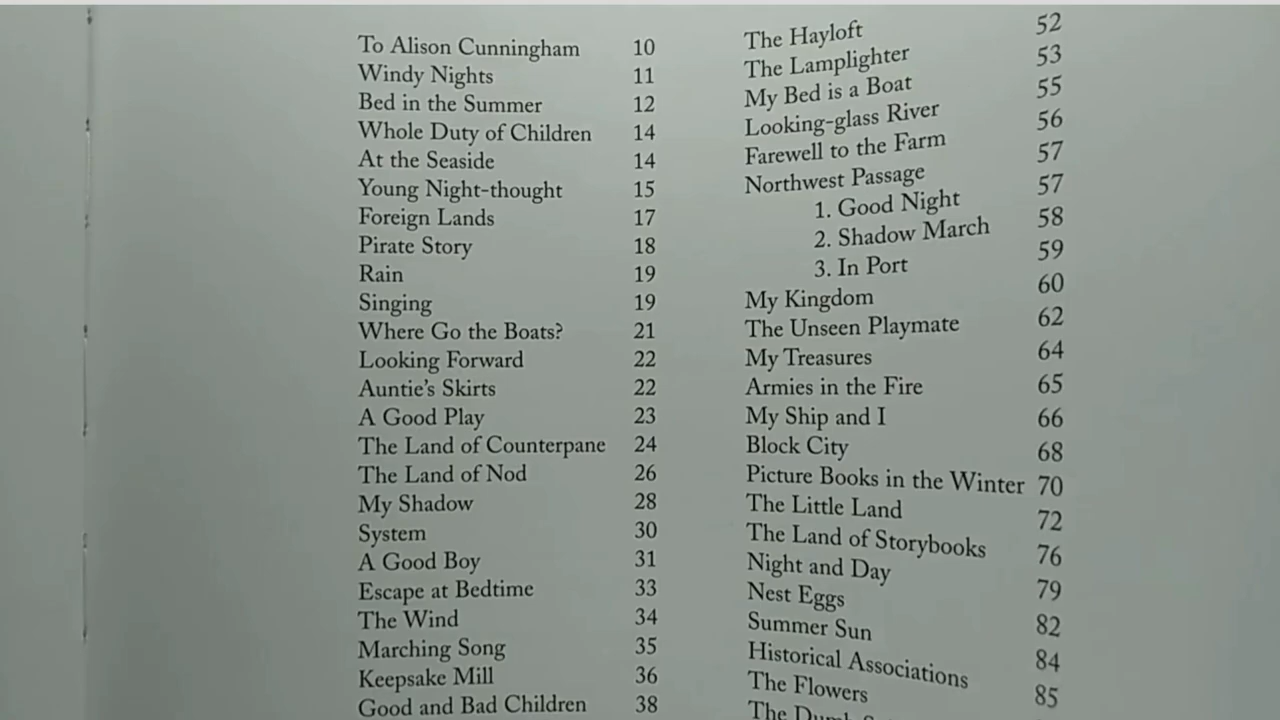 To Alison Cunningham 10
Windy Nights 11
Bed in the Summer 12
Whole Duty of Children 14
At the Seaside 14
Young Night-thought 15
Foreign Lands 17
Pirate Story 18
Rain 19
Singing 19
Where Go the Boats? 21
Looking Forward 22
Auntie's Skirts 22
A Good Play 23
The Land of Counterpane 24
The Land of Nod 26
My Shadow 28
System 30
A Good Boy 31
Escape at Bedtime 33
The Wind 34
Marching Song 35
Keepsake Mill 36
Good and Bad Children 38
The Hayloft
The Lamplighter
My Bed is a Boat
Looking-glass River
Farewell to the Farm
Northwest Passage
1. Good Night
2. Shadow March
3. In Port
My Kingdom
The Unseen Playmate
My Treasures
Armies in the Fire
My Ship and I
Block City
Picture Books in the Winter
The Little Land
The Land of Storybooks
Night and Day
Nest Eggs
Summer Sun
Historical Associations
The Flowers
The
52
53
55
56
57
57
58
59
60
62
64
65
66
68
70
72
76
79
82
84
85